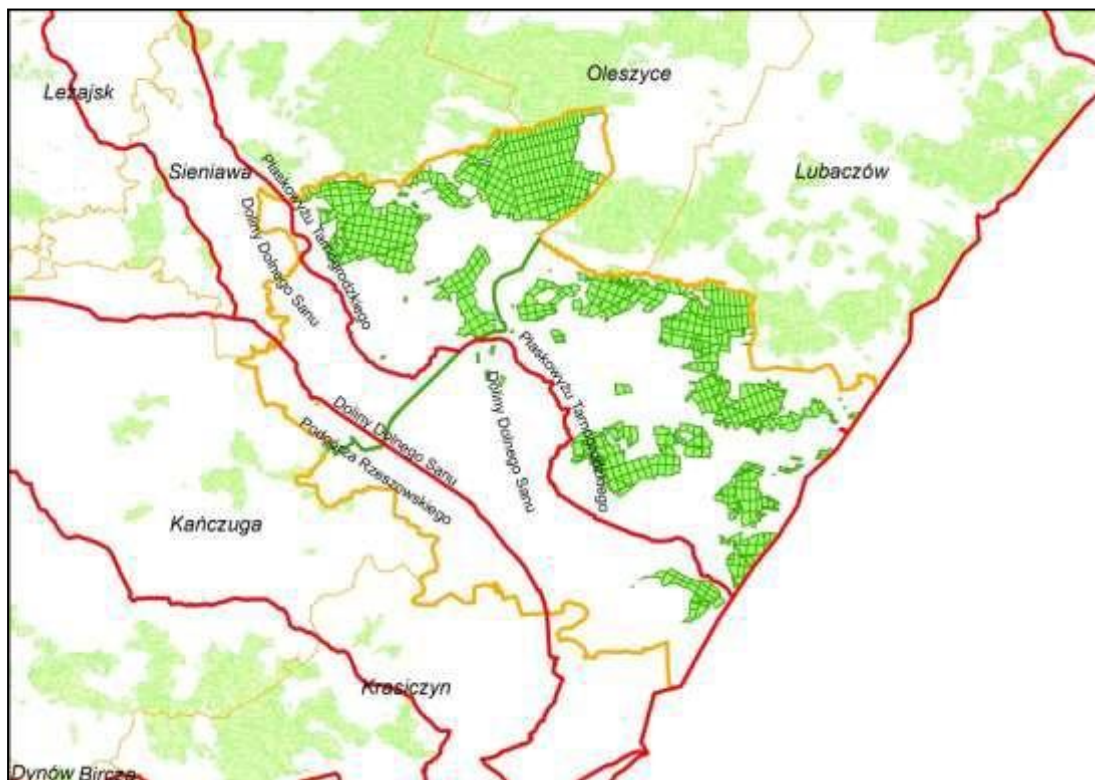 Oleszyce
Leżajsk
Sieniawa
Lubaczów
Płaskowyżu Tarnogrodzkiego
Doliny Dolnego Sanu
Płaskowyżu Tarnogrodzkiego
Doliny Dolnego Sanu
Doliny Dolnego Sanu
Podgórza Rzeszowskiego
Kańczuga
Krasiczyn
Dynów Bircza